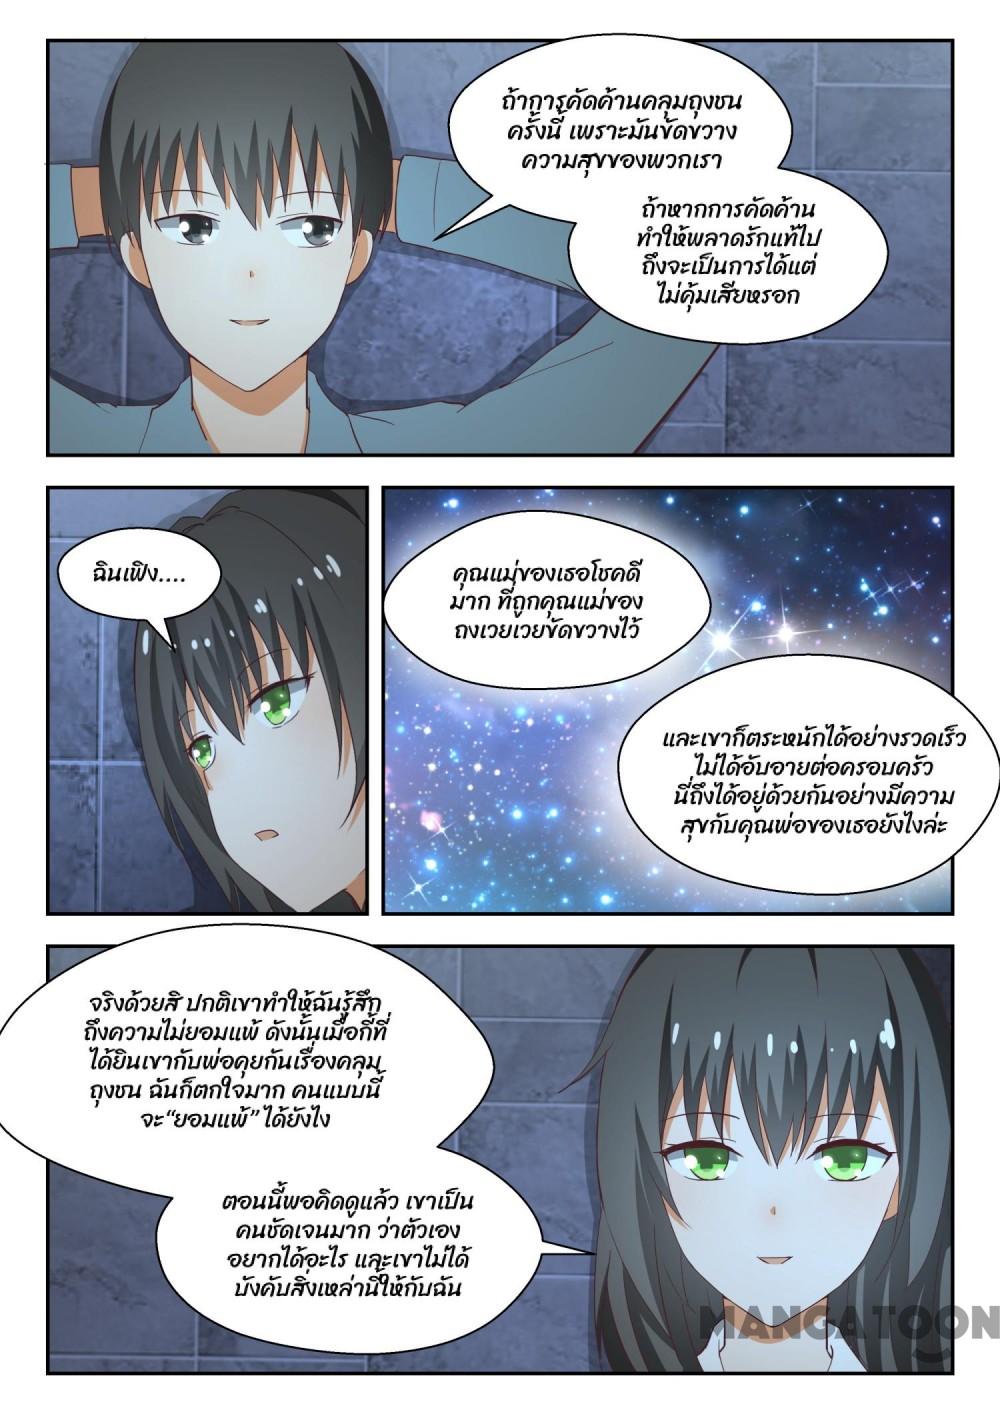 ถ้าการคัดค้านคลุมถุงชน
ครั้งนี้ เพราะมันขัดขวาง
ความสุขของพวกเรา
ถ้าหากการคัดค้าน
ทำให้พลาดรักแท้ไป
ถึงจะเป็นการได้แต่
ไม่คุ้มเสียหรอก
ฉินเฟิง....
คุณแม่ของเธอโชคดี
มาก ที่ถูกคุณแม่ของ
ถงเวยเวยขัดขวางไว้
และเขาก็ตระหนักได้อย่างรวดเร็ว
ไม่ได้อับอายต่อครอบครัว
นี่ถึงได้อยู่ด้วยกันอย่างมีความ
สุขกับคุณพ่อของเธอยังไงล่ะ
จริงด้วยสิ ปกติเขาทำให้ฉันรู้สึก
ถึงความไม่ยอมแพ้ ดังนั้นเมื่อกี้ที่
ได้ยินเขากับพ่อคุยกันเรื่องคลุม
ถุงชน ฉันก็ตกใจมาก คนแบบนี้
จะ“ยอมแพ้” ได้ยังไง
ตอนนี้พอคิดดูแล้ว เขาเป็น
คนชัดเจนมาก ว่าตัวเอง
อยากได้อะไร และเขาไม่ได้
บังคับสิ่งเหล่านี้ให้กับฉัน
MANGATOON